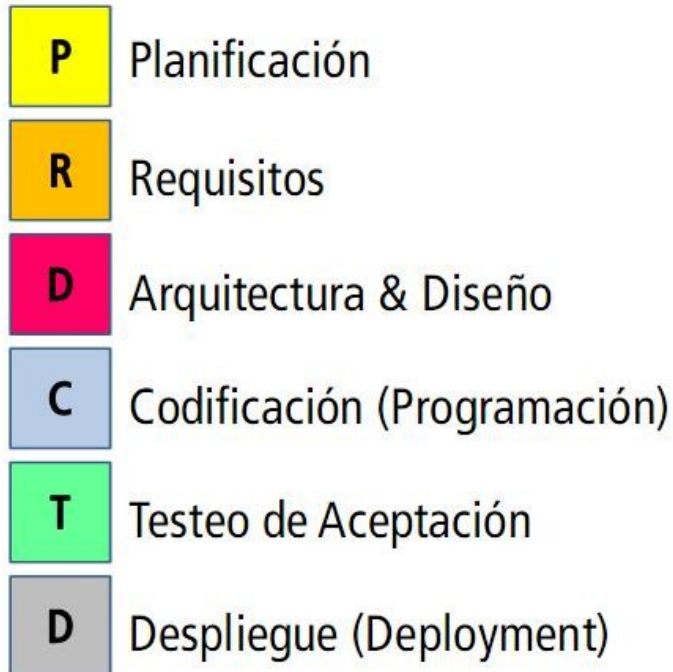 P Planificación
R Requisitos
D Arquitectura & Diseño
C Codificación (Programación)
T Testeo de Aceptación
D Despliegue (Deployment)